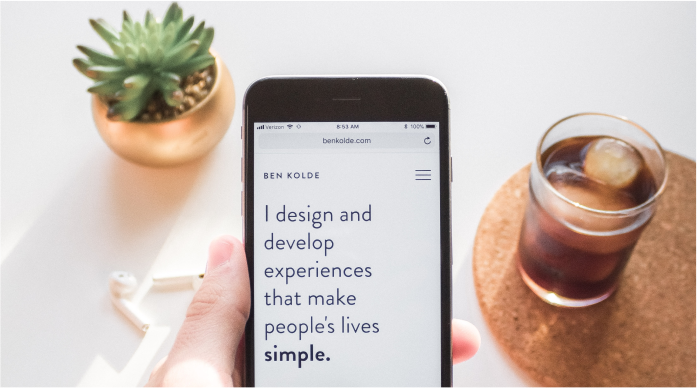 Verizon 8:53 AM 100%
benkolde.com
BEN KOLDE
I design and
develop
experiences
that make
people's lives
simple.